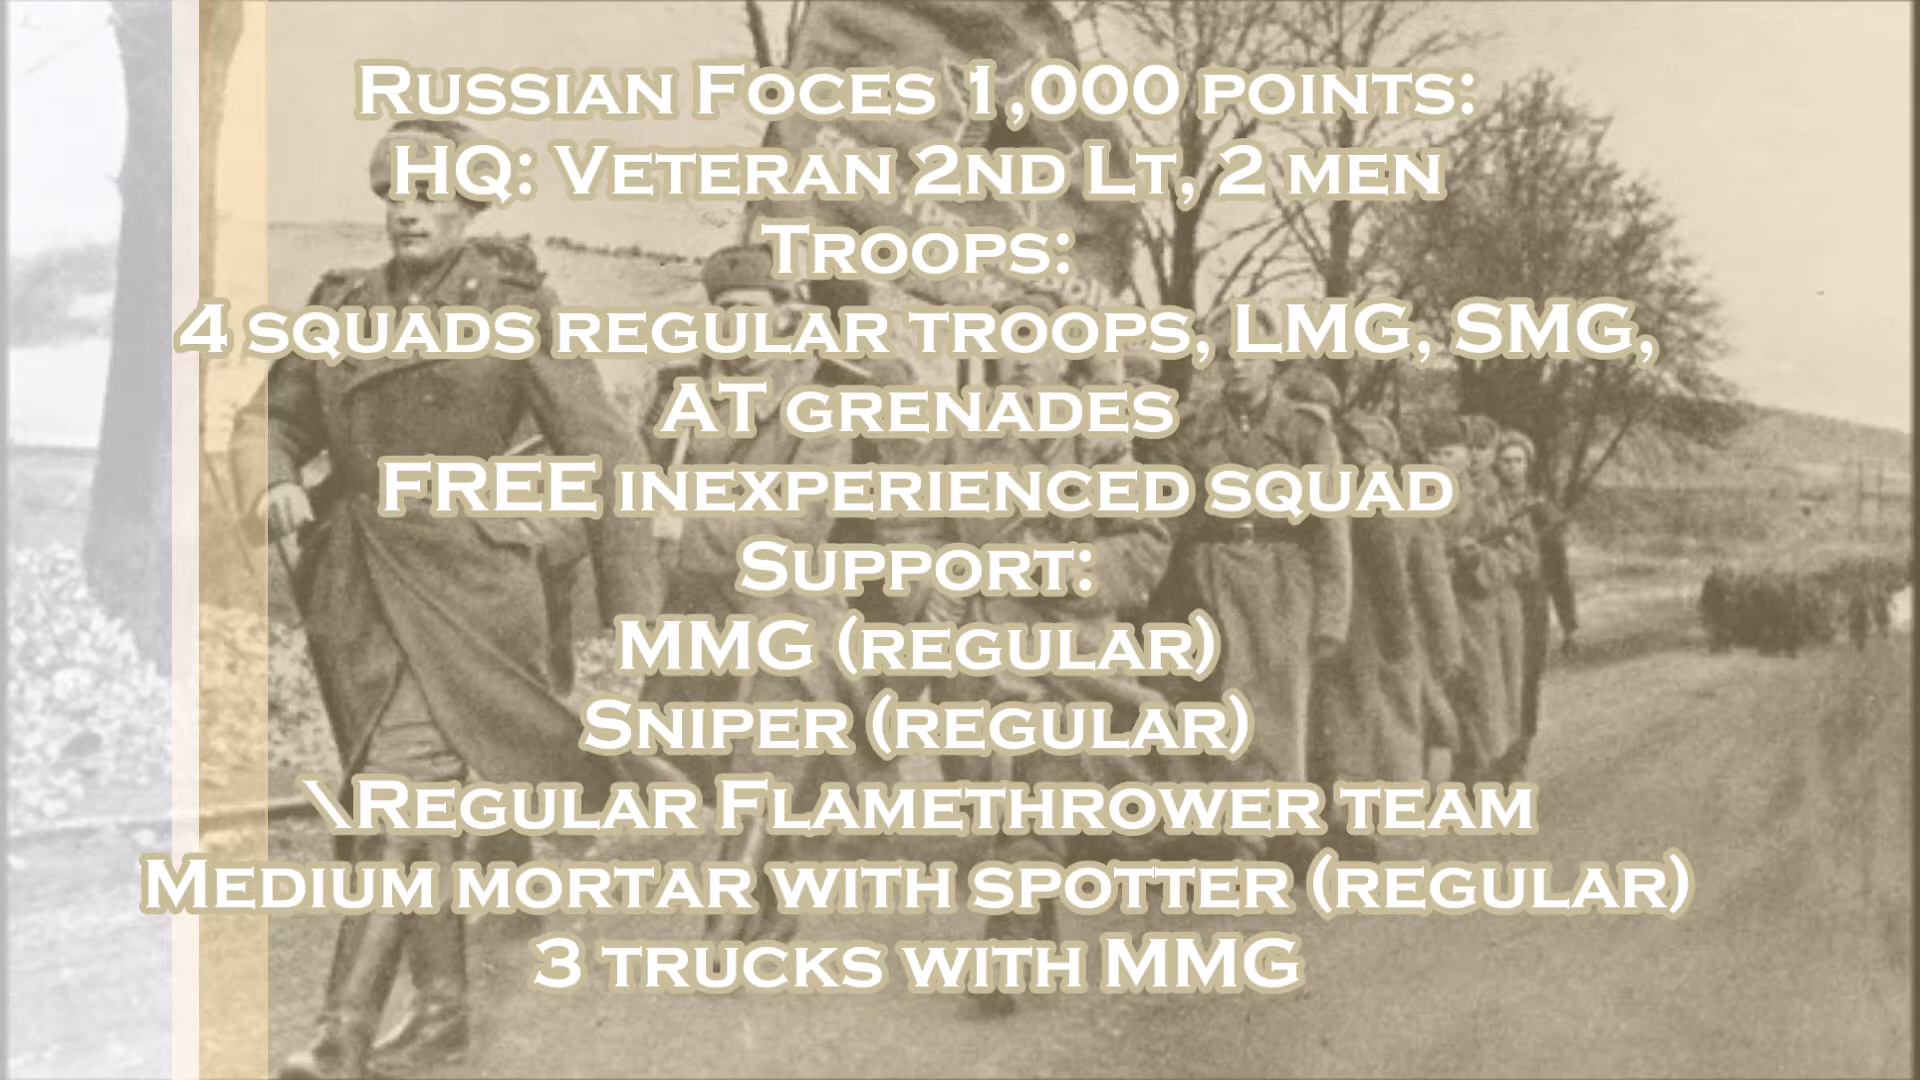 Russian Foces 1,000 points:
HQ: Veteran 2nd Lt, 2 men
Troops:
4 squads regular troops, LMG, SMG,
AT grenades
FREE inexperienced squad
Support:
MMG (regular)
Sniper (regular)
\Regular Flamethrower team
Medium mortar with spotter (regular)
3 trucks with MMG